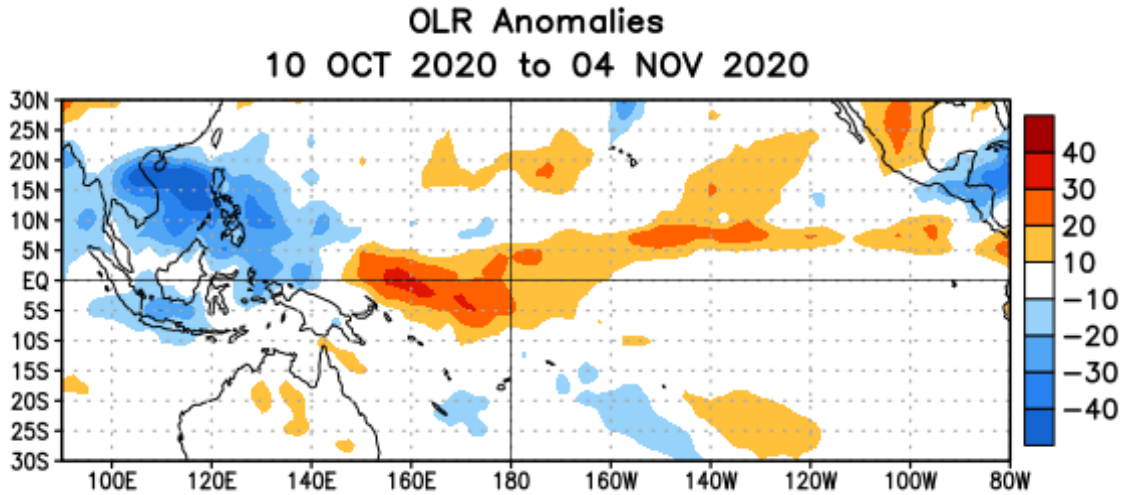 OLR Anomalies
10 OCT 2020 to 04 NOV 2020
30N
25N
20N
15N
10N
5N
EQ
5S
10S
15S
20S
25S
30S
100E 120E 140E 160E 180 160W 140W 120W 100W 80W
40
30
20
10
-10
-20
-30
-40